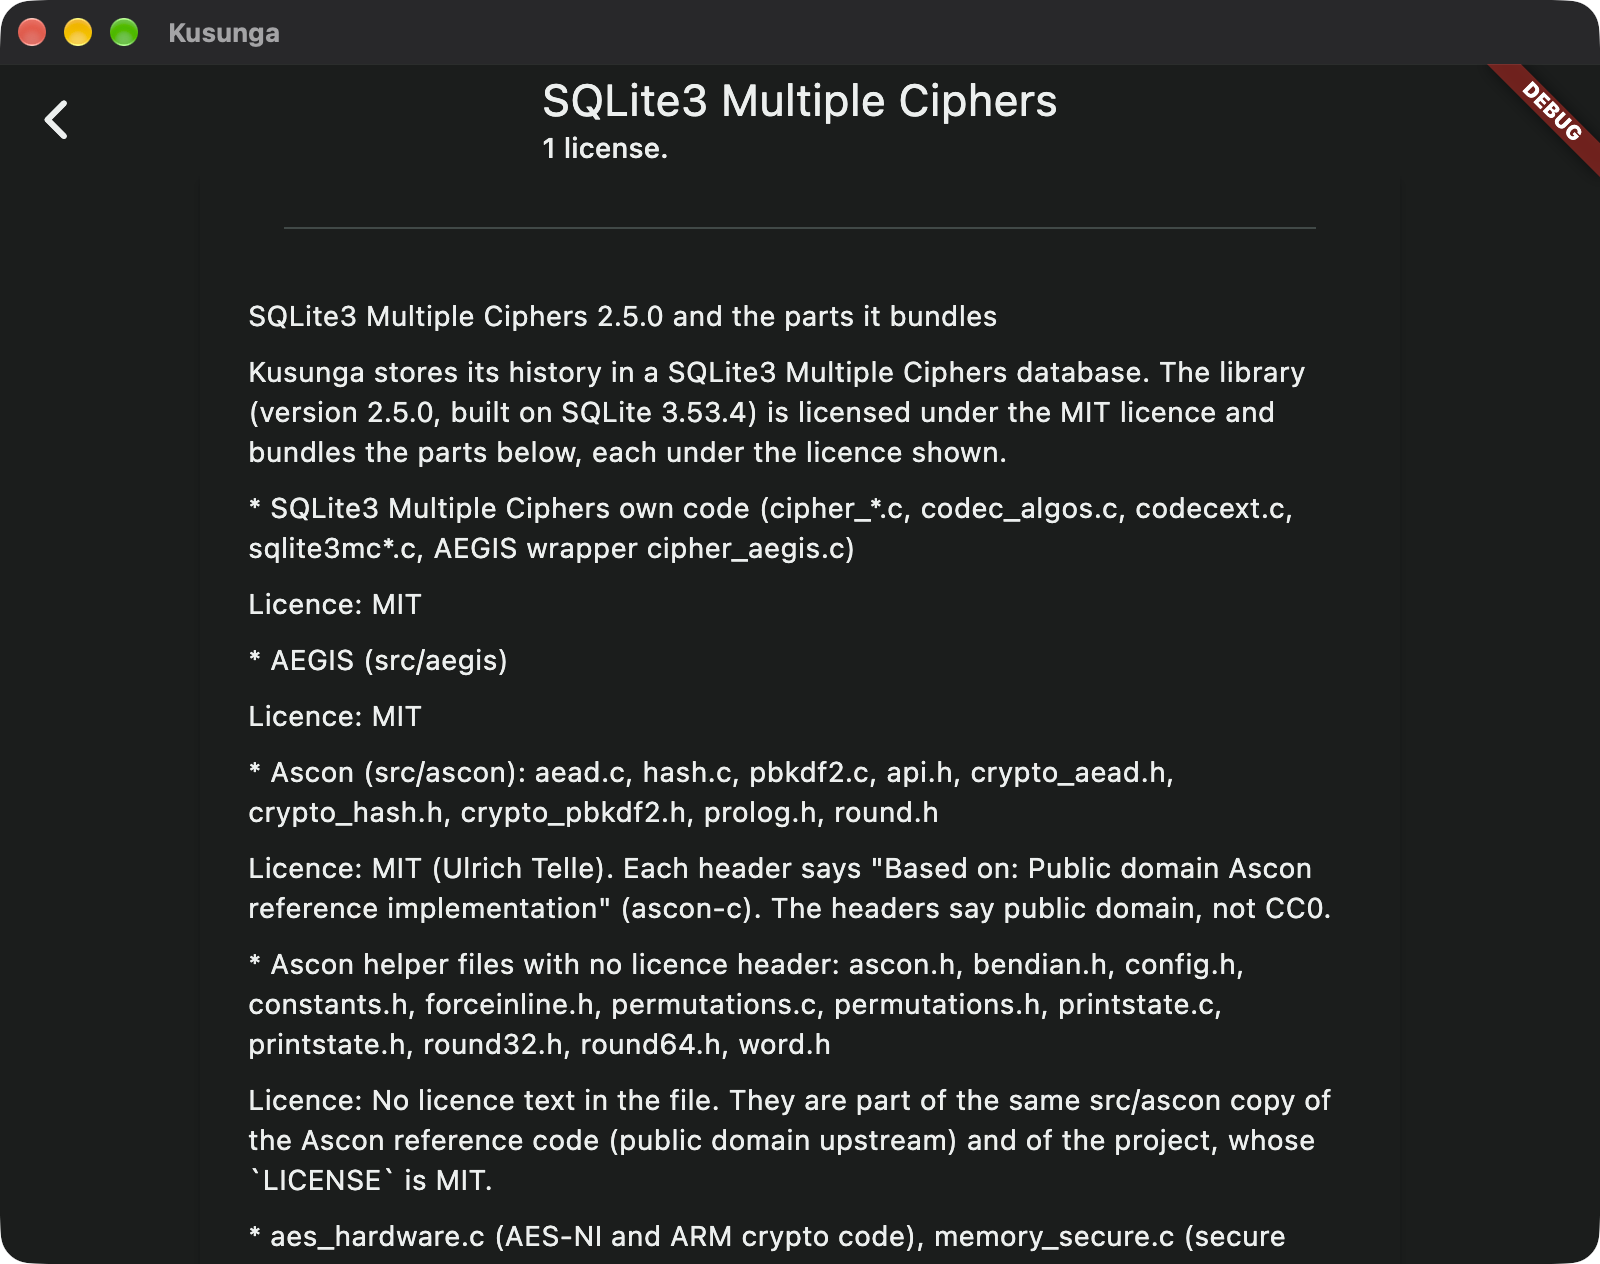 Kusunga
DEBUG
SQLite3 Multiple Ciphers
1 license.
SQLite3 Multiple Ciphers 2.5.0 and the parts it bundles
Kusunga stores its history in a SQLite3 Multiple Ciphers database. The library
(version 2.5.0, built on SQLite 3.53.4) is licensed under the MIT licence and
bundles the parts below, each under the licence shown.
* SQLite3 Multiple Ciphers own code (cipher_*.c, codec_algos.c, codecext.c,
sqlite3mc*.c, AEGIS wrapper cipher_aegis.c)
Licence: MIT
* AEGIS (src/aegis)
Licence: MIT
* Ascon (src/ascon): aead.c, hash.c, pbkdf2.c, api.h, crypto_aead.h,
crypto_hash.h, crypto_pbkdf2.h, prolog.h, round.h
Licence: MIT (Ulrich Telle). Each header says "Based on: Public domain Ascon
reference implementation" (ascon-c). The headers say public domain, not CC0.
* Ascon helper files with no licence header: ascon.h, bendian.h, config.h,
constants.h, forceinline.h, permutations.c, permutations.h, printstate.c,
printstate.h, round32.h, round64.h, word.h
Licence: No licence text in the file. They are part of the same src/ascon copy of
the Ascon reference code (public domain upstream) and of the project, whose
`LICENSE` is MIT.
* aes_hardware.c (AES-NI and ARM crypto code), memory_secure.c (secure